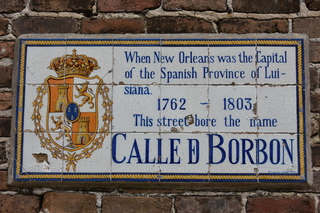 When New Orleans was the Capital
of the Spanish Province of Lui-
siana.
1762 - 1803
This street bore the name
CALLE D BORBON